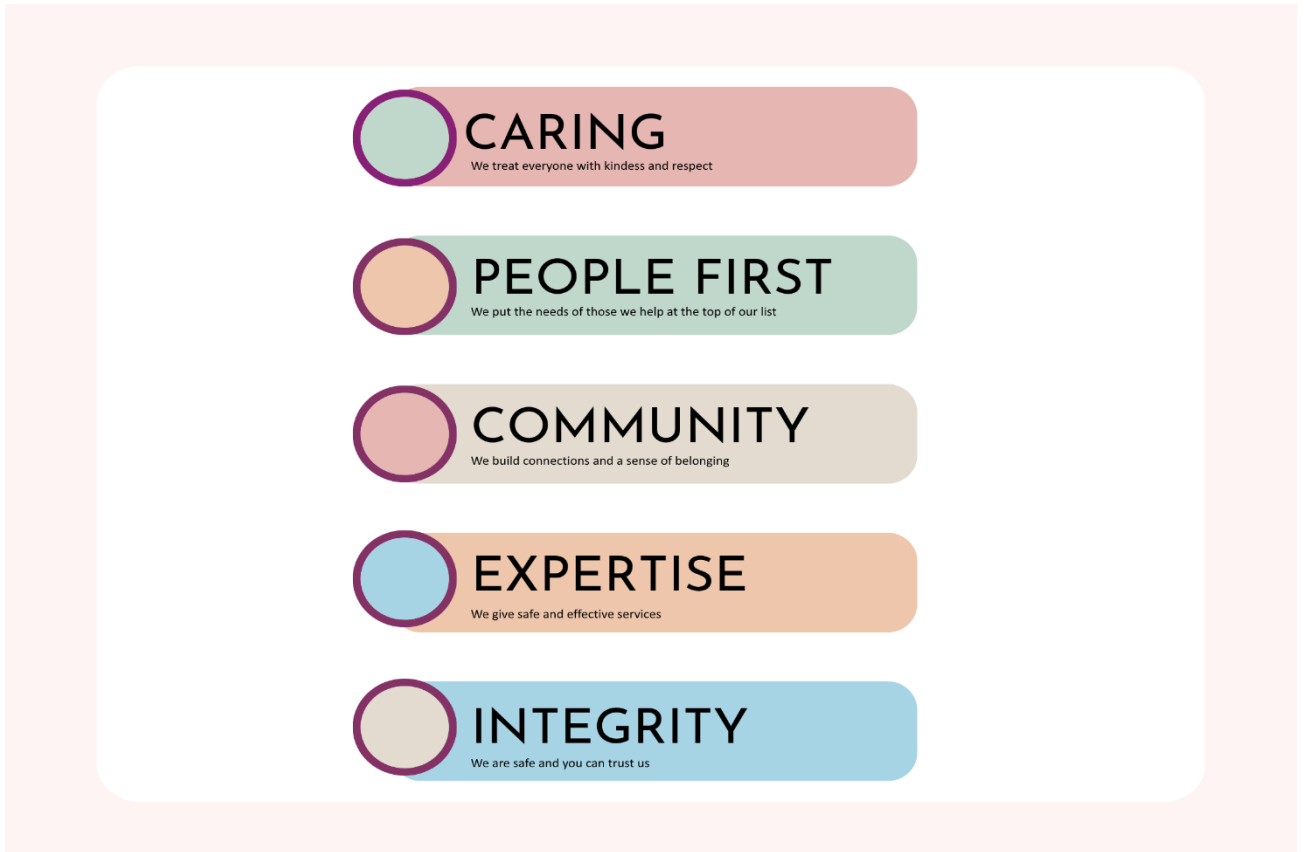 CARING
We treat everyone with kindess and respect
PEOPLE FIRST
We put the needs of those we help at the top of our list
COMMUNITY
We build connections and a sense of belonging
EXPERTISE
We give safe and effective services
INTEGRITY
We are safe and you can trust us